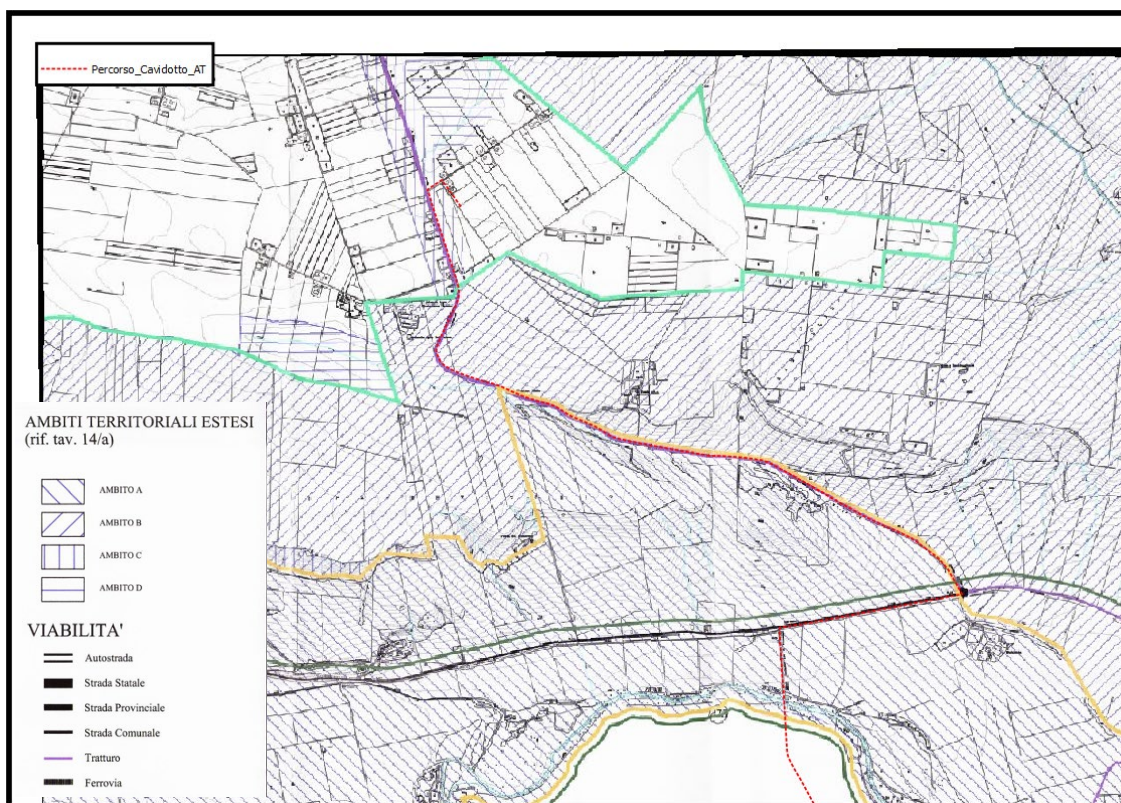 Percorso_Cavidotto_AT
AMBITI TERRITORIALI ESTESI
(rif. tav. 14/a)
AMBITO A
AMBITO B
AMBITO C
AMBITO D
VIABILITA'
Autostrada
Strada Statale
Strada Provinciale
Strada Comunale
Tratturo
Ferrovia